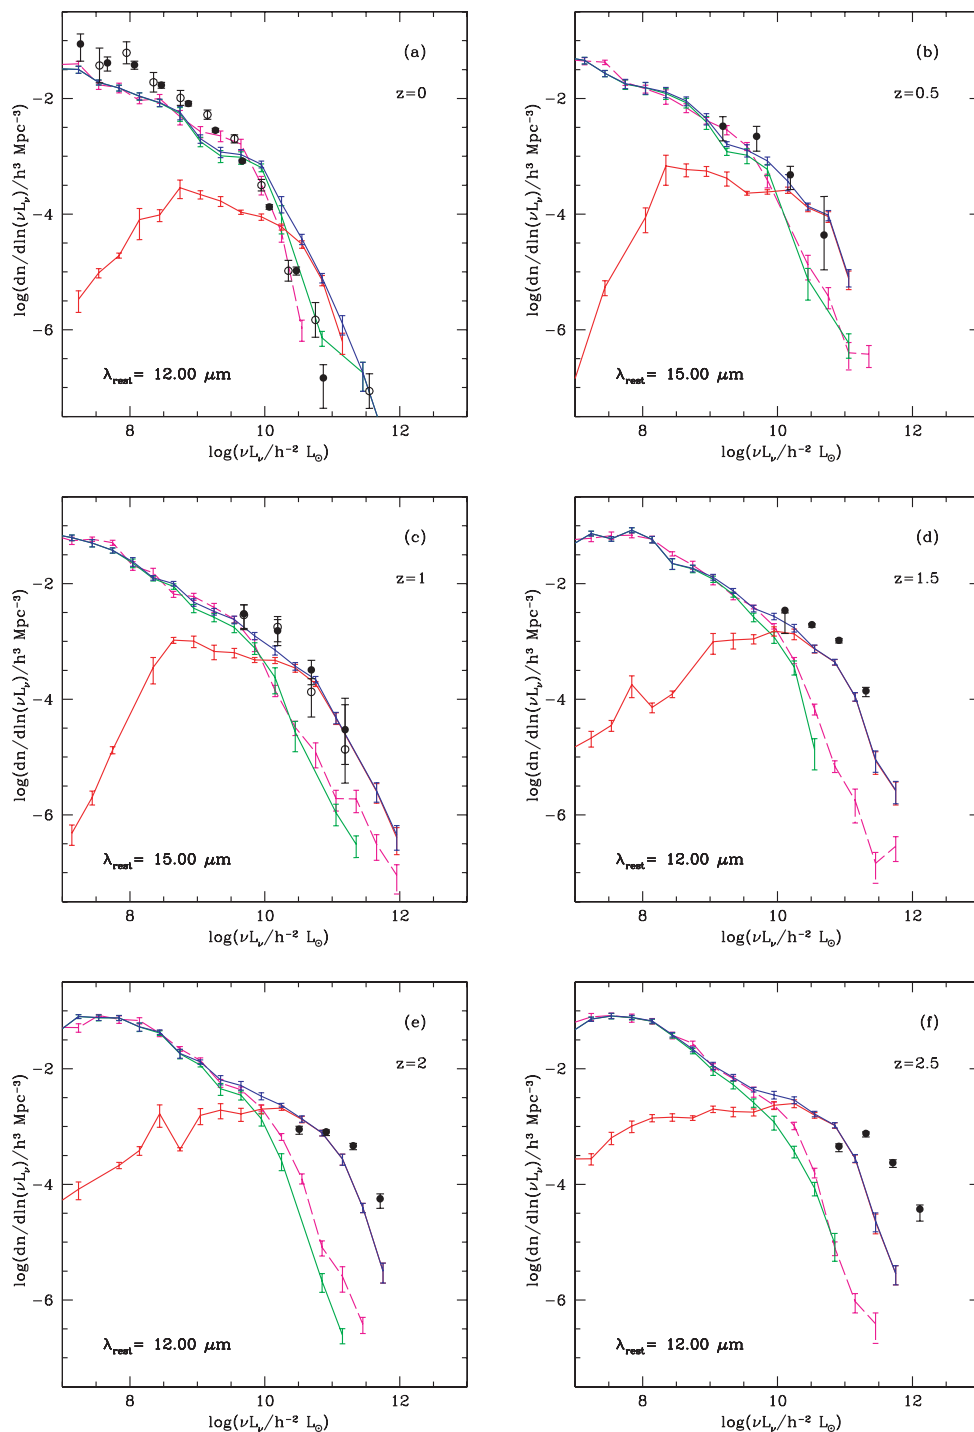 (a)
z=0
λrest= 12.00 μm
log(dn/dln(νLν)/h³ Mpc⁻³)
-2
-4
-6
8
10
12
log(νLν/h⁻² L⊙)
(b)
z=0.5
λrest= 15.00 μm
log(dn/dln(νLν)/h³ Mpc⁻³)
-2
-4
-6
8
10
12
log(νLν/h⁻² L⊙)
(c)
z=1
λrest= 15.00 μm
log(dn/dln(νLν)/h³ Mpc⁻³)
-2
-4
-6
8
10
12
log(νLν/h⁻² L⊙)
(d)
z=1.5
λrest= 12.00 μm
log(dn/dln(νLν)/h³ Mpc⁻³)
-2
-4
-6
8
10
12
log(νLν/h⁻² L⊙)
(e)
z=2
λrest= 12.00 μm
log(dn/dln(νLν)/h³ Mpc⁻³)
-2
-4
-6
8
10
12
log(νLν/h⁻² L⊙)
(f)
z=2.5
λrest= 12.00 μm
log(dn/dln(νLν)/h³ Mpc⁻³)
-2
-4
-6
8
10
12
log(νLν/h⁻² L⊙)